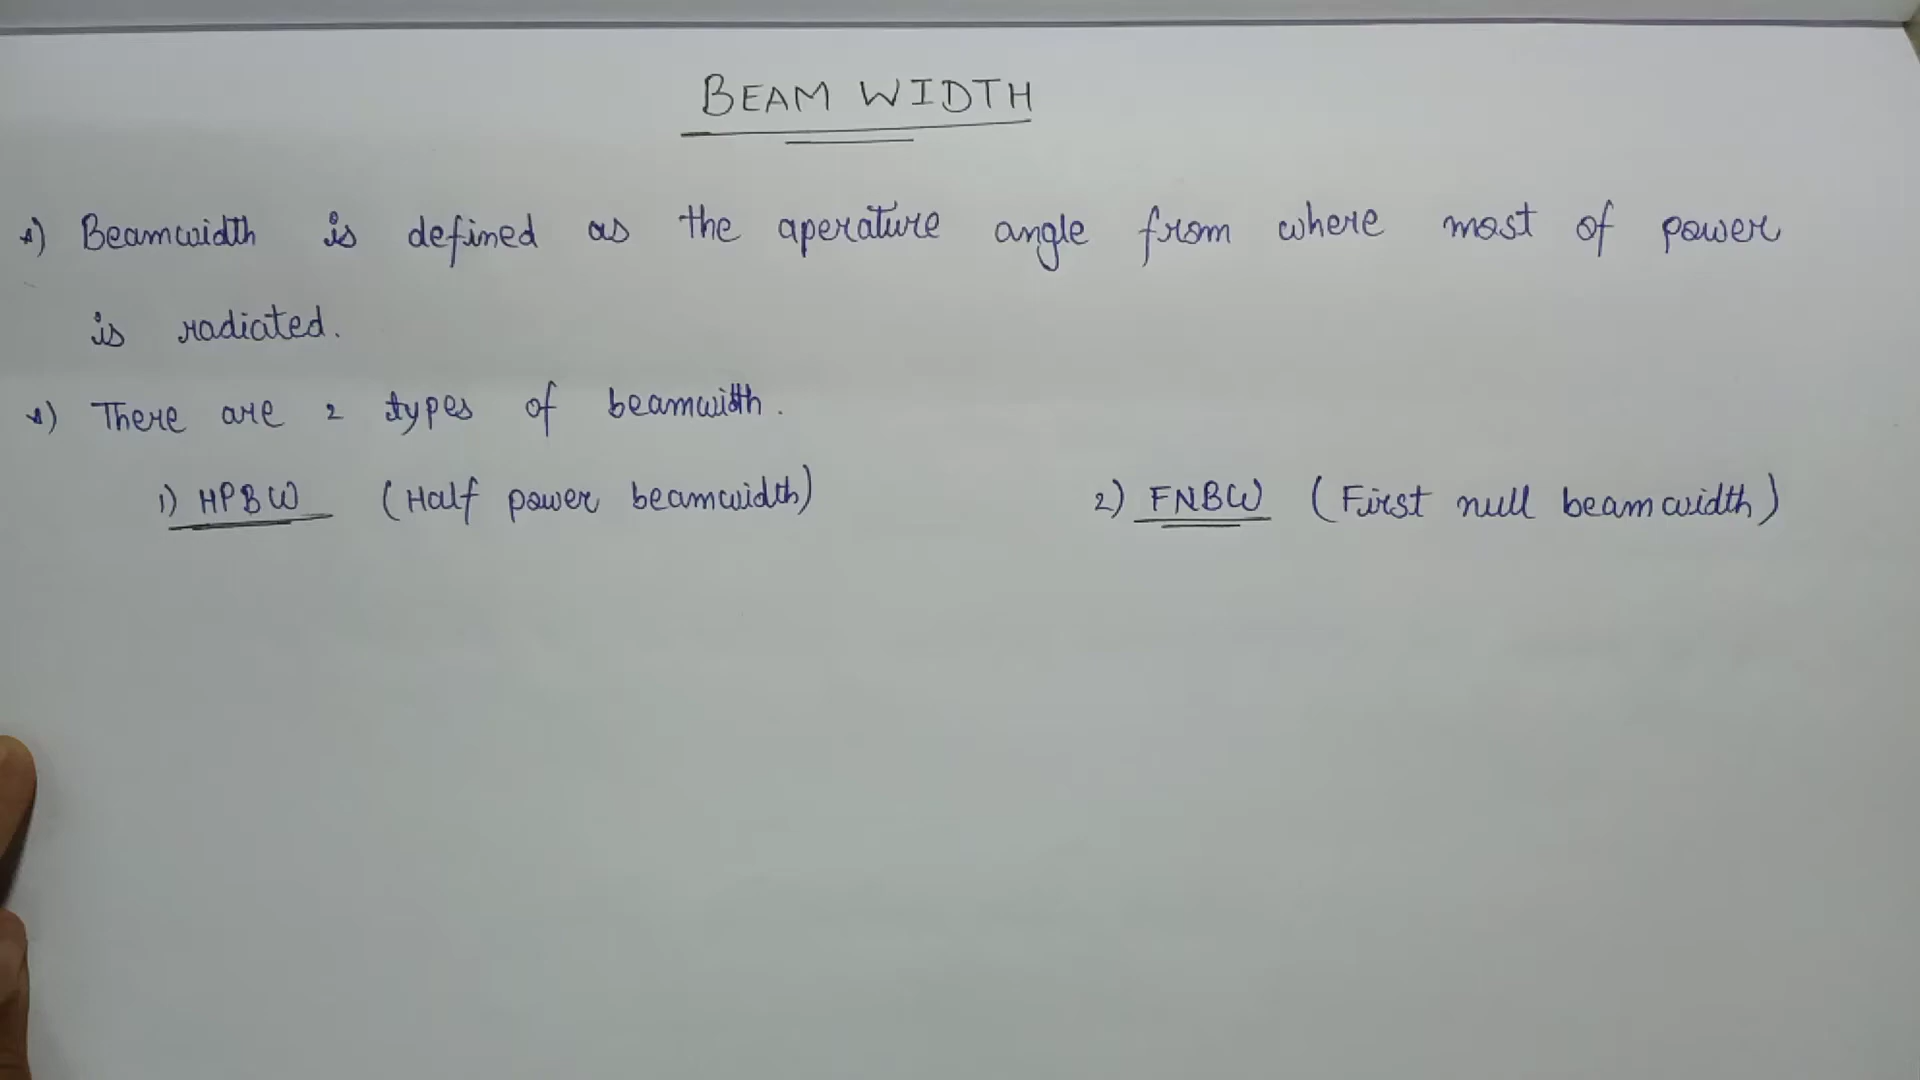 BEAM WIDTH
*) Beamwidth is defined as the aperature angle from where most of power
is radiated.
*) There are 2 types of beamwidth.
1) HPBW (Half power beamwidth) 2) FNBW (First null beamwidth)